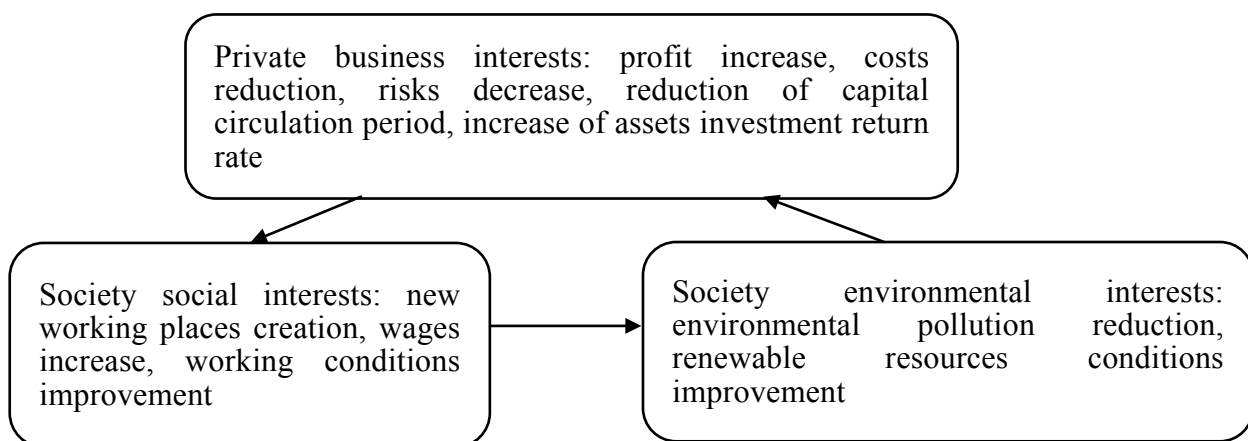 Private business interests: profit increase, costs
reduction, risks decrease, reduction of capital
circulation period, increase of assets investment return
rate
Society social interests: new
working places creation, wages
increase, working conditions
improvement
Society environmental interests:
environmental pollution reduction,
renewable resources conditions
improvement